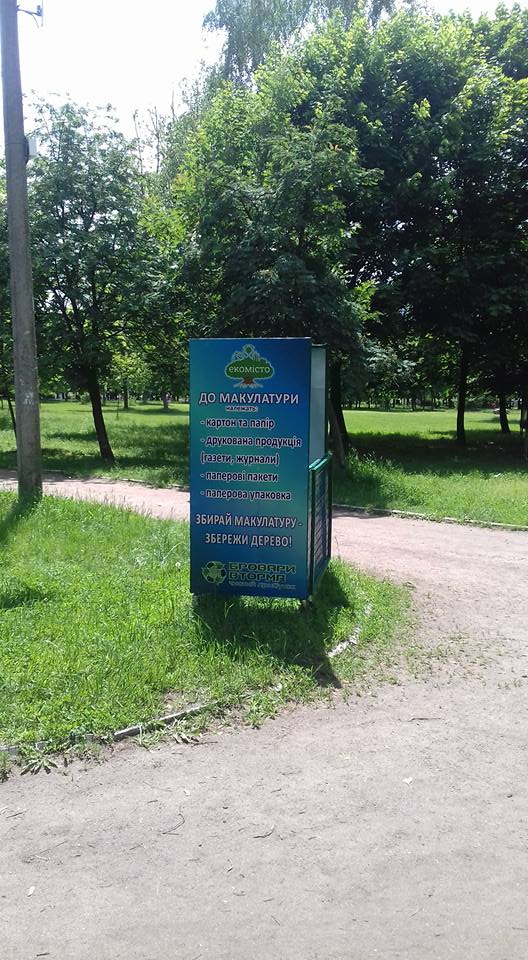 екомісто
ДО МАКУЛАТУРИ
належать:
- картон та папір
- друкована продукція
(газети, журнали)
- паперові пакети
- паперова упаковка
ЗБИРАЙ МАКУЛАТУРУ -
ЗБЕРЕЖИ ДЕРЕВО!
БРОВАРИ
ВТОРМА